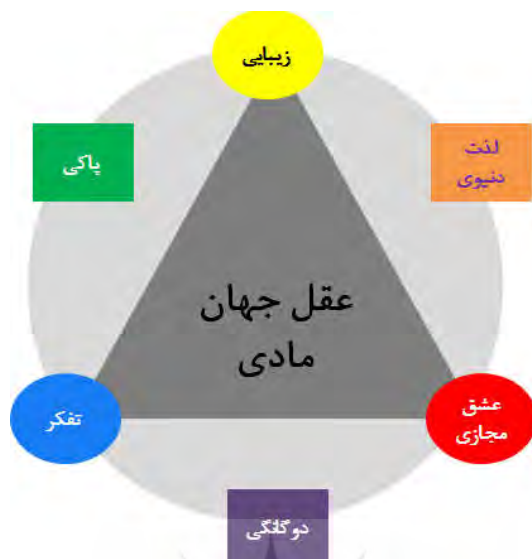 زیبایی
لذت
دنیوی
پاکی
عقل جهان
مادی
عشق
مجازی
تفکر
دوگانگی